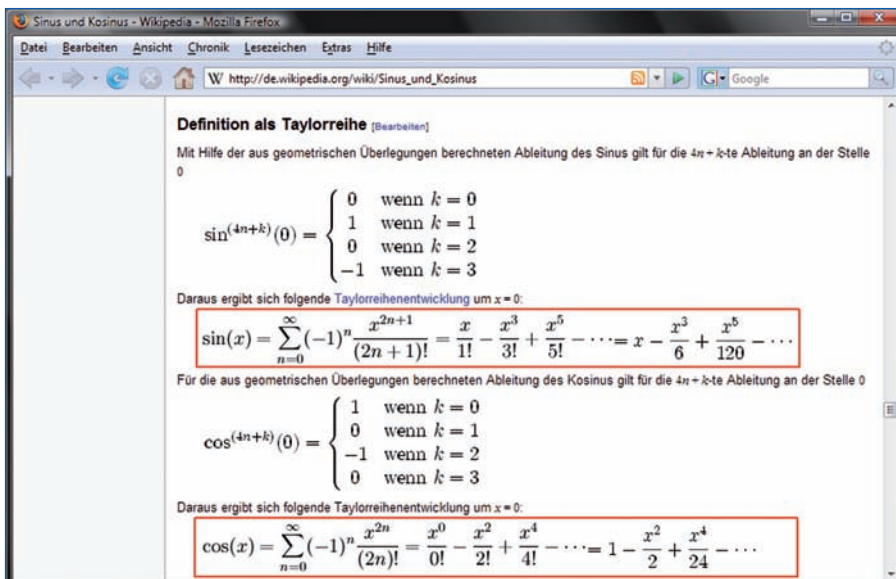 Sinus und Kosinus - Wikipedia - Mozilla Firefox
Datei Bearbeiten Ansicht Chronik Lesezeichen Extras Hilfe
W http://de.wikipedia.org/wiki/Sinus_und_Kosinus G Google
Definition als Taylorreihe [Bearbeiten]
Mit Hilfe der aus geometrischen Überlegungen berechneten Ableitung des Sinus gilt für die 4n + k-te Ableitung an der Stelle
0
sin^(4n+k)(0) = {
0 wenn k = 0
1 wenn k = 1
0 wenn k = 2
−1 wenn k = 3
Daraus ergibt sich folgende Taylorreihenentwicklung um x = 0:
sin(x) = ∑_{n=0}^{∞} (−1)^n x^{2n+1}/(2n + 1)! = x/1! − x^3/3! + x^5/5! − ⋯ = x − x^3/6 + x^5/120 − ⋯
Für die aus geometrischen Überlegungen berechneten Ableitung des Kosinus gilt für die 4n + k-te Ableitung an der Stelle 0
cos^(4n+k)(0) = {
1 wenn k = 0
0 wenn k = 1
−1 wenn k = 2
0 wenn k = 3
Daraus ergibt sich folgende Taylorreihenentwicklung um x = 0:
cos(x) = ∑_{n=0}^{∞} (−1)^n x^{2n}/(2n)! = x^0/0! − x^2/2! + x^4/4! − ⋯ = 1 − x^2/2 + x^4/24 − ⋯